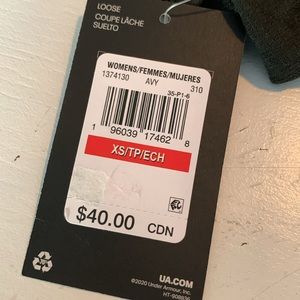 LOOSE
COUPE LÂCHE
SUELTO
WOMENS/FEMMES/MUJERES
1374130 AVY 310
35-P1-6
1 96039 17462 8
XS/TP/ECH
$40.00 CDN
UA.COM
©2020 Under Armour, Inc.